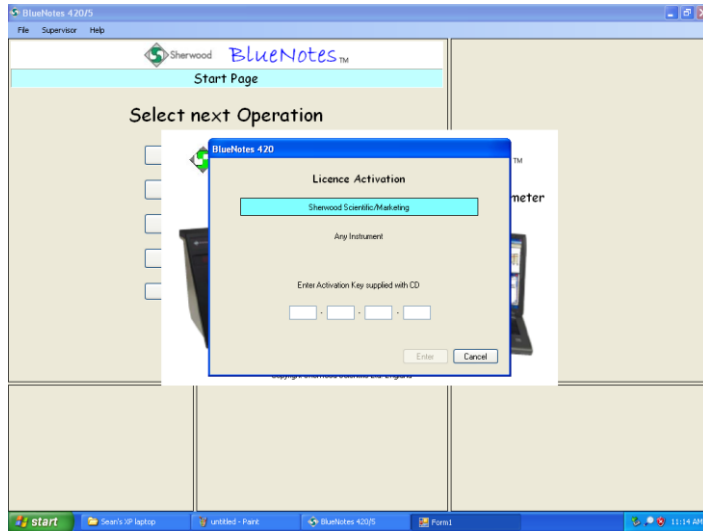 BlueNotes 420/5
File Supervisor Help
Sherwood BlueNotes TM
Start Page
Select next Operation
BlueNotes 420
TM
Licence Activation
meter
Sherwood Scientific/Marketing
Any Instrument
Enter Activation Key supplied with CD
- - -
Enter Cancel
start
Sean's XP laptop
untitled - Paint
BlueNotes 420/5
Form1
11:14 AM